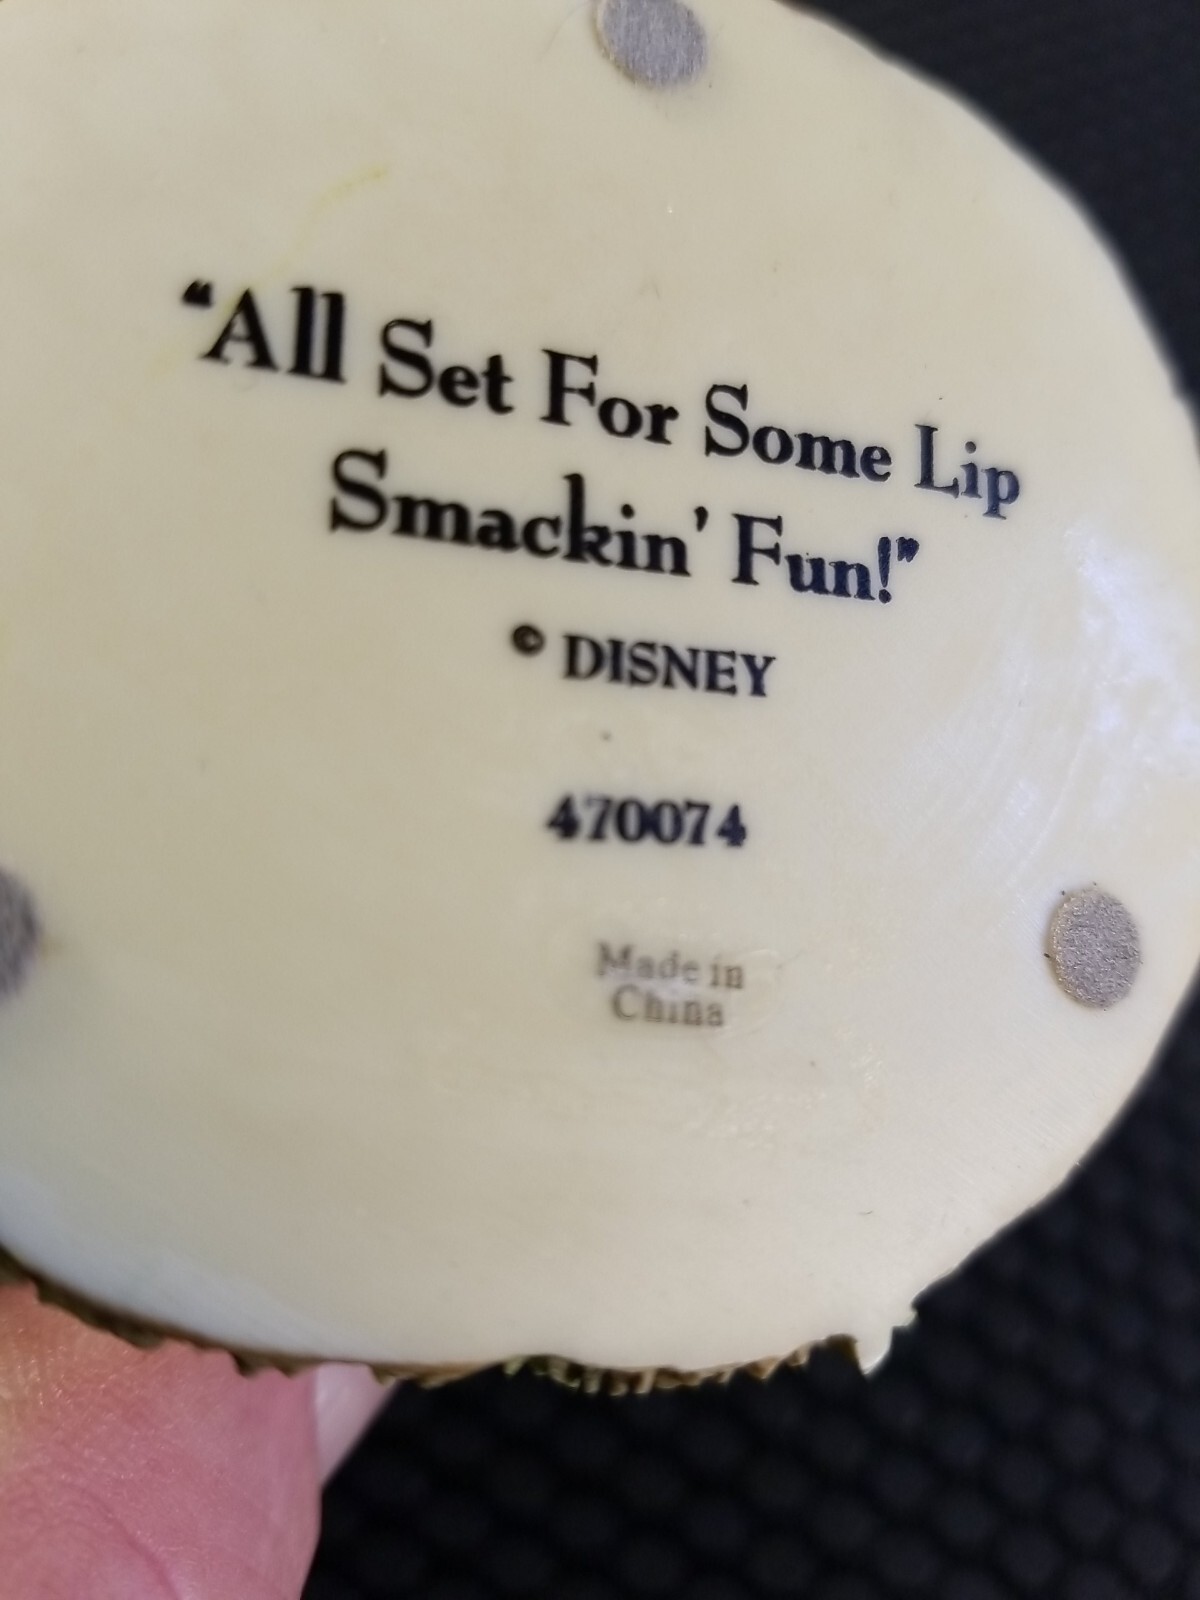 “All Set For Some Lip
Smackin' Fun!”
© DISNEY
470074
Made in
China